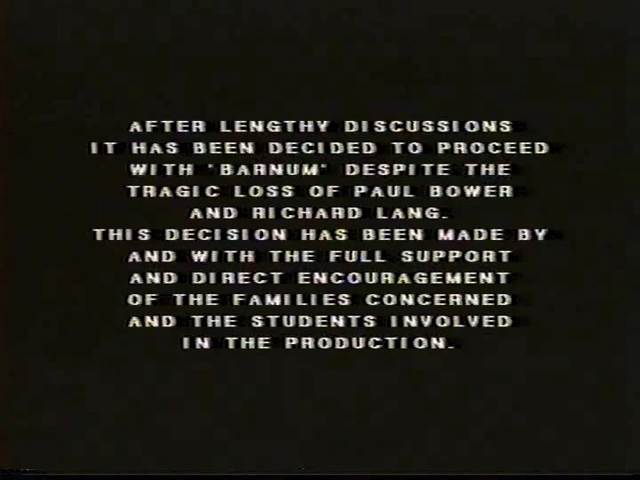 AFTER LENGTHY DISCUSSIONS
IT HAS BEEN DECIDED TO PROCEED
WITH "BARNUM" DESPITE THE
TRAGIC LOSS OF PAUL BOWER
AND RICHARD LANG.
THIS DECISION HAS BEEN MADE BY
AND WITH THE FULL SUPPORT
AND DIRECT ENCOURAGEMENT
OF THE FAMILIES CONCERNED
AND THE STUDENTS INVOLVED
IN THE PRODUCTION.